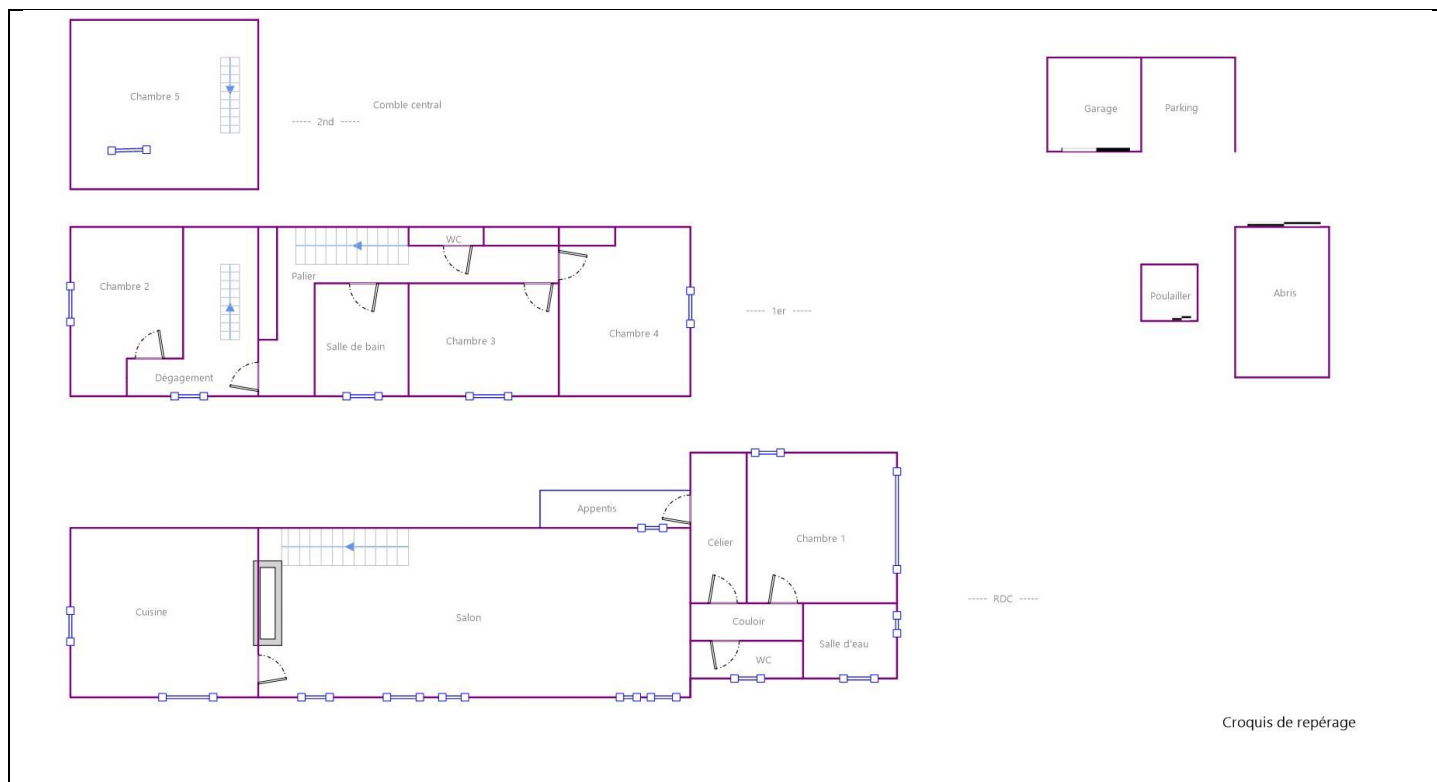 Chambre 5
Comble central
----- 2nd -----
Garage
Parking
WC
Palier
Chambre 2
Chambre 4
----- 1er -----
Poulailler
Abris
Salle de bain
Chambre 3
Dégagement
Appentis
Célier
Chambre 1
Cuisine
Salon
Couloir
----- RDC -----
Salle d'eau
WC
Croquis de repérage